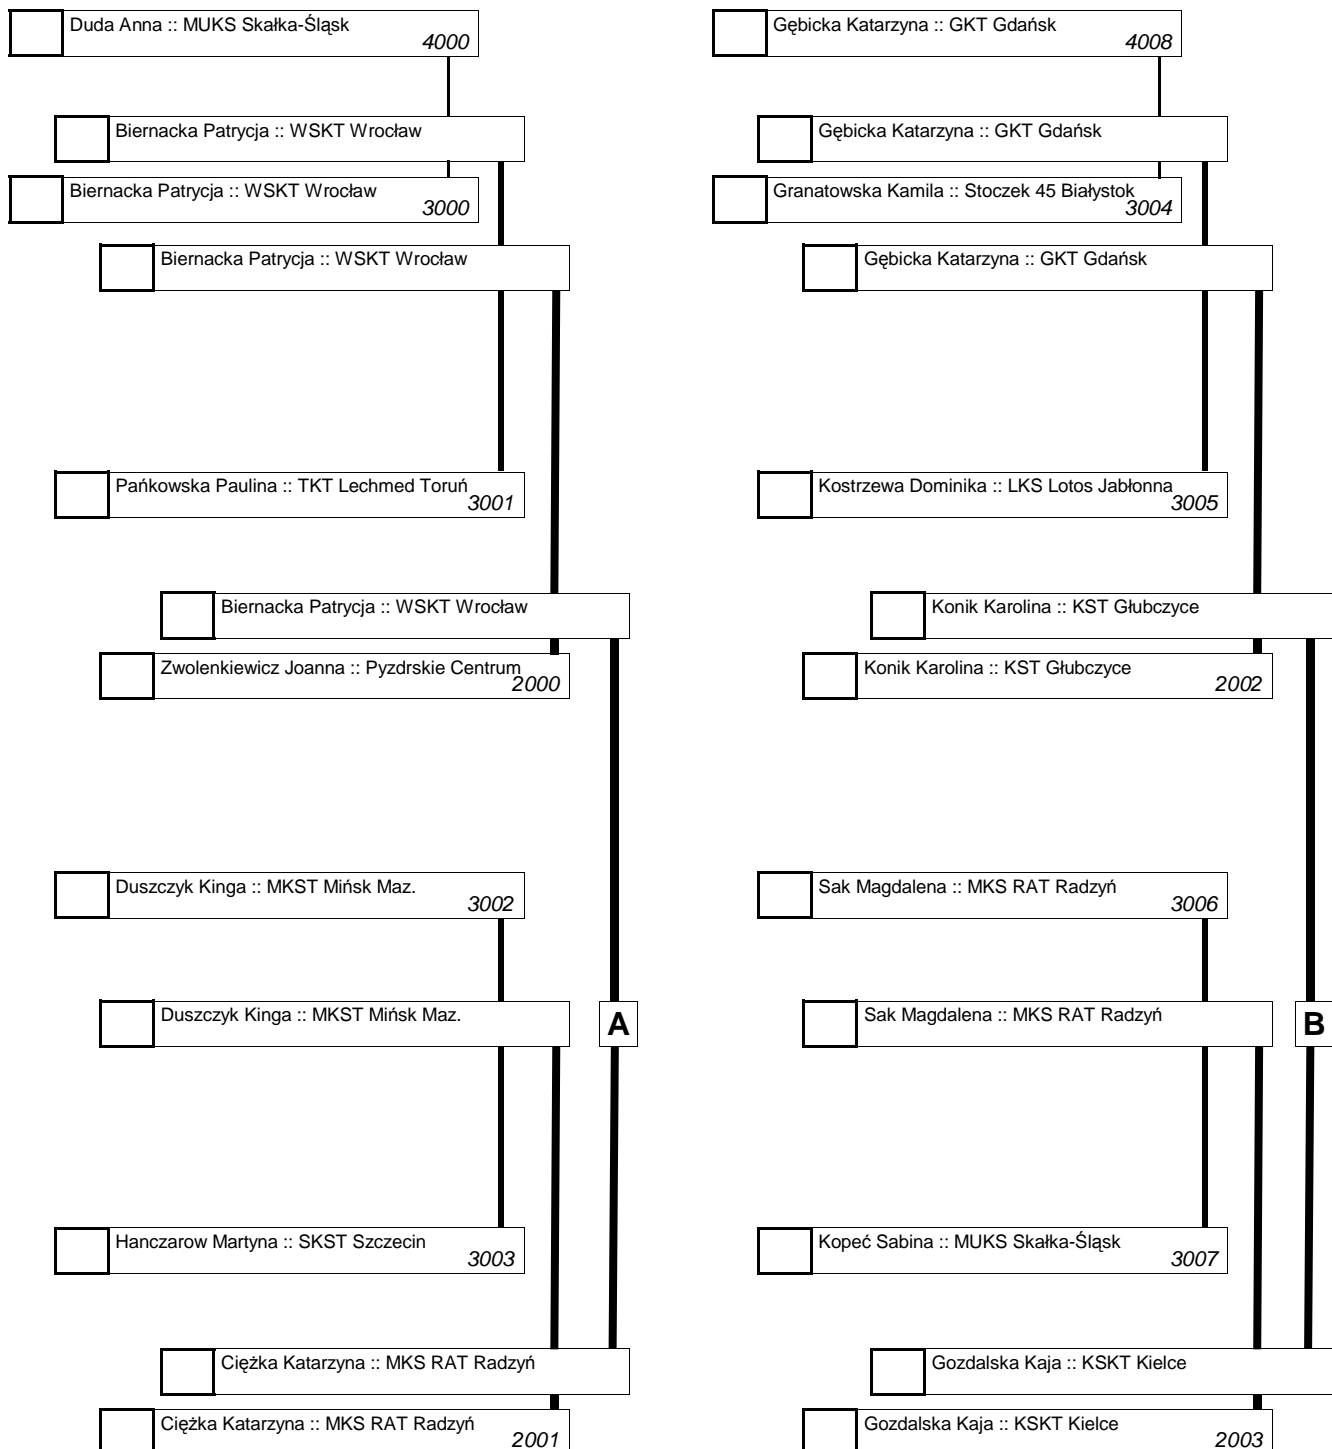 Duda Anna :: MUKS Skałka-Śląsk
4000
Biernacka Patrycja :: WSKT Wrocław
Biernacka Patrycja :: WSKT Wrocław
3000
Biernacka Patrycja :: WSKT Wrocław
Pańkowska Paulina :: TKT Lechmed Toruń
3001
Biernacka Patrycja :: WSKT Wrocław
Zwolenkiewicz Joanna :: Pyzdrskie Centrum
2000
Duszczyk Kinga :: MKST Mińsk Maz.
3002
Duszczyk Kinga :: MKST Mińsk Maz.
A
Hanczarow Martyna :: SKST Szczecin
3003
Ciężka Katarzyna :: MKS RAT Radzyń
Ciężka Katarzyna :: MKS RAT Radzyń
2001
Gębicka Katarzyna :: GKT Gdańsk
4008
Gębicka Katarzyna :: GKT Gdańsk
Granatowska Kamila :: Stoczek 45 Białystok
3004
Gębicka Katarzyna :: GKT Gdańsk
Kostrzewa Dominika :: LKS Lotos Jabłonna
3005
Konik Karolina :: KST Głubczyce
Konik Karolina :: KST Głubczyce
2002
Sak Magdalena :: MKS RAT Radzyń
3006
Sak Magdalena :: MKS RAT Radzyń
B
Kopeć Sabina :: MUKS Skałka-Śląsk
3007
Gozdalska Kaja :: KSKT Kielce
Gozdalska Kaja :: KSKT Kielce
2003